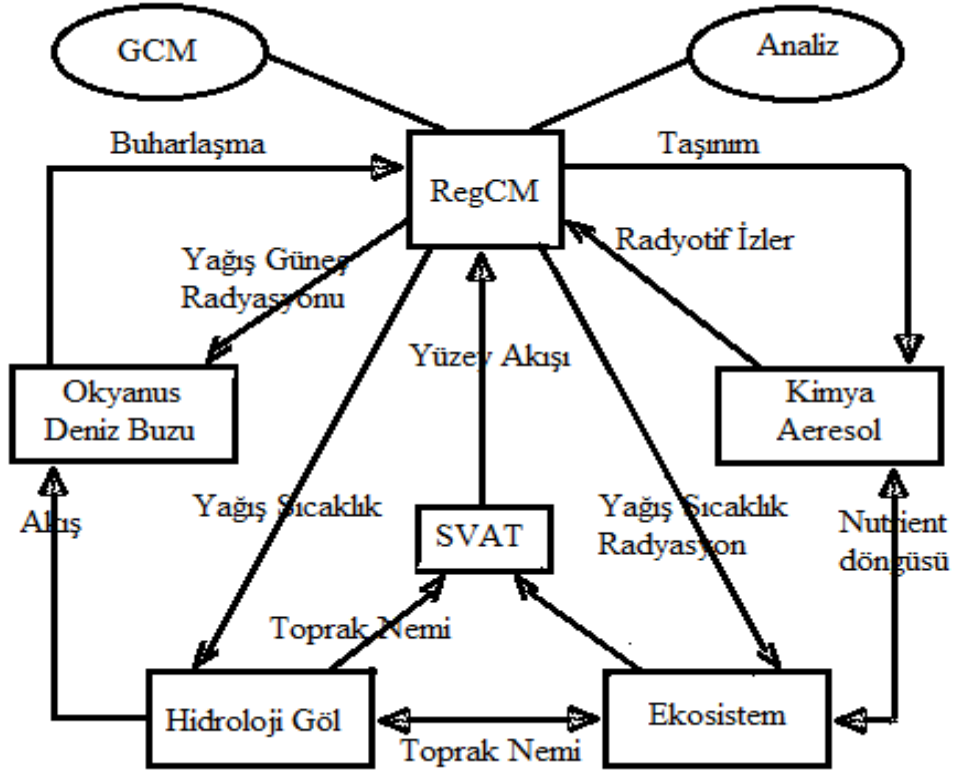 GCM
Analiz
Buharlaşma
Taşınım
RegCM
Radyotif İzler
Yağış Güneş
Radyasyonu
Yüzey Akışı
Okyanus
Deniz Buzu
Kimya
Aeresol
Yağış Sıcaklık
Yağış Sıcaklık
Radyasyon
Akış
SVAT
Nutrient
döngüsü
Toprak Nemi
Hidroloji Göl
Ekosistem
Toprak Nemi